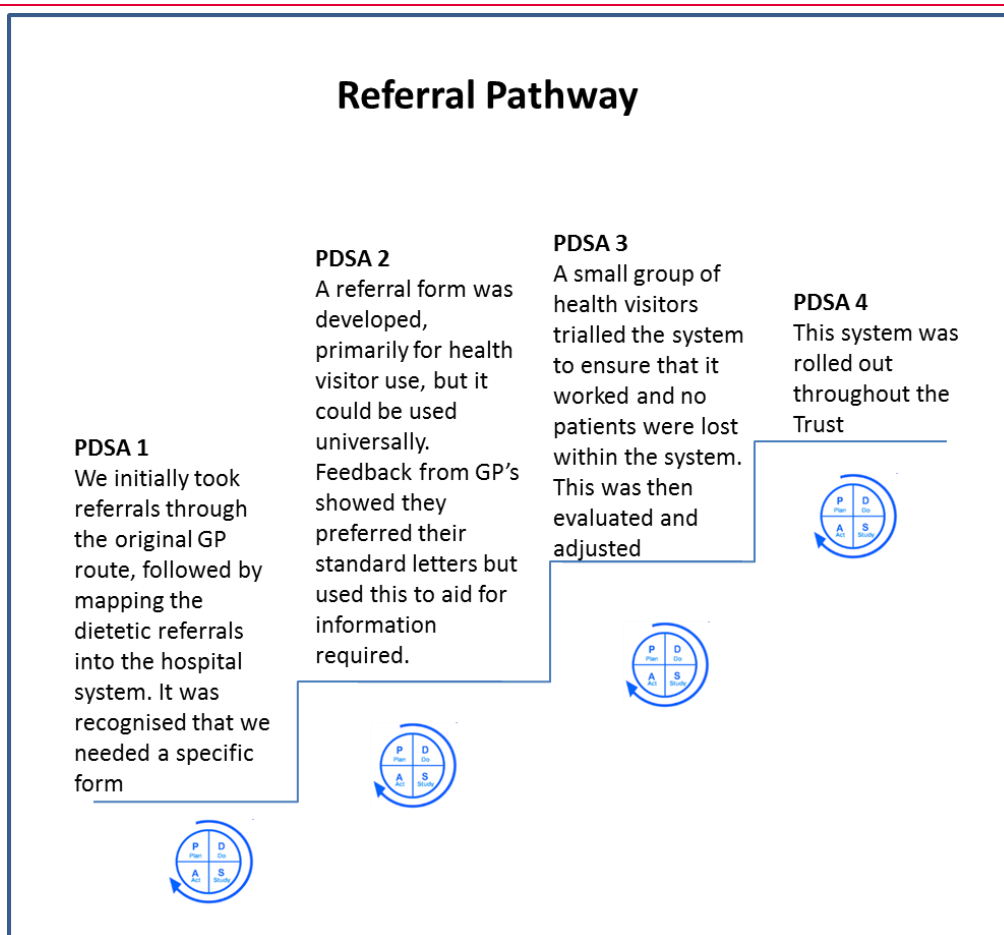 Referral Pathway
PDSA 1
We initially took
referrals through
the original GP
route, followed by
mapping the
dietetic referrals
into the hospital
system. It was
recognised that we
needed a specific
form
PDSA 2
A referral form was
developed,
primarily for health
visitor use, but it
could be used
universally.
Feedback from GP’s
showed they
preferred their
standard letters but
used this to aid for
information
required.
PDSA 3
A small group of
health visitors
trialled the system
to ensure that it
worked and no
patients were lost
within the system.
This was then
evaluated and
adjusted
PDSA 4
This system was
rolled out
throughout the
Trust
P D
Plan Do
A S
Act Study
P D
Plan Do
A S
Act Study
P D
Plan Do
A S
Act Study
P D
Plan Do
A S
Act Study